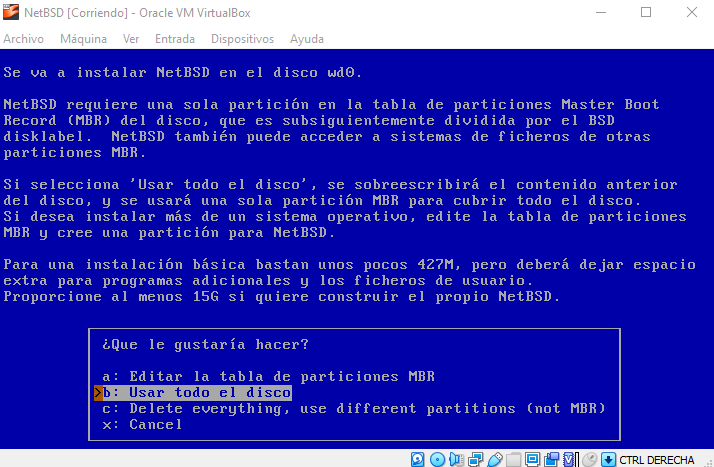 NetBSD [Corriendo] - Oracle VM VirtualBox
Archivo Máquina Ver Entrada Dispositivos Ayuda
Se va a instalar NetBSD en el disco wd0.
NetBSD requiere una sola partición en la tabla de particiones Master Boot
Record (MBR) del disco, que es subsiguientemente dividida por el BSD
disklabel. NetBSD también puede acceder a sistemas de ficheros de otras
particiones MBR.
Si selecciona 'Usar todo el disco', se sobreescribirá el contenido anterior
del disco, y se usará una sola partición MBR para cubrir todo el disco.
Si desea instalar más de un sistema operativo, edite la tabla de particiones
MBR y cree una partición para NetBSD.
Para una instalación básica bastan unos pocos 427M, pero deberá dejar espacio
extra para programas adicionales y los ficheros de usuario.
Proporcione al menos 15G si quiere construir el propio NetBSD.
¿Que le gustaría hacer?
a: Editar la tabla de particiones MBR
>b: Usar todo el disco
c: Delete everything, use different partitions (not MBR)
x: Cancel
CTRL DERECHA